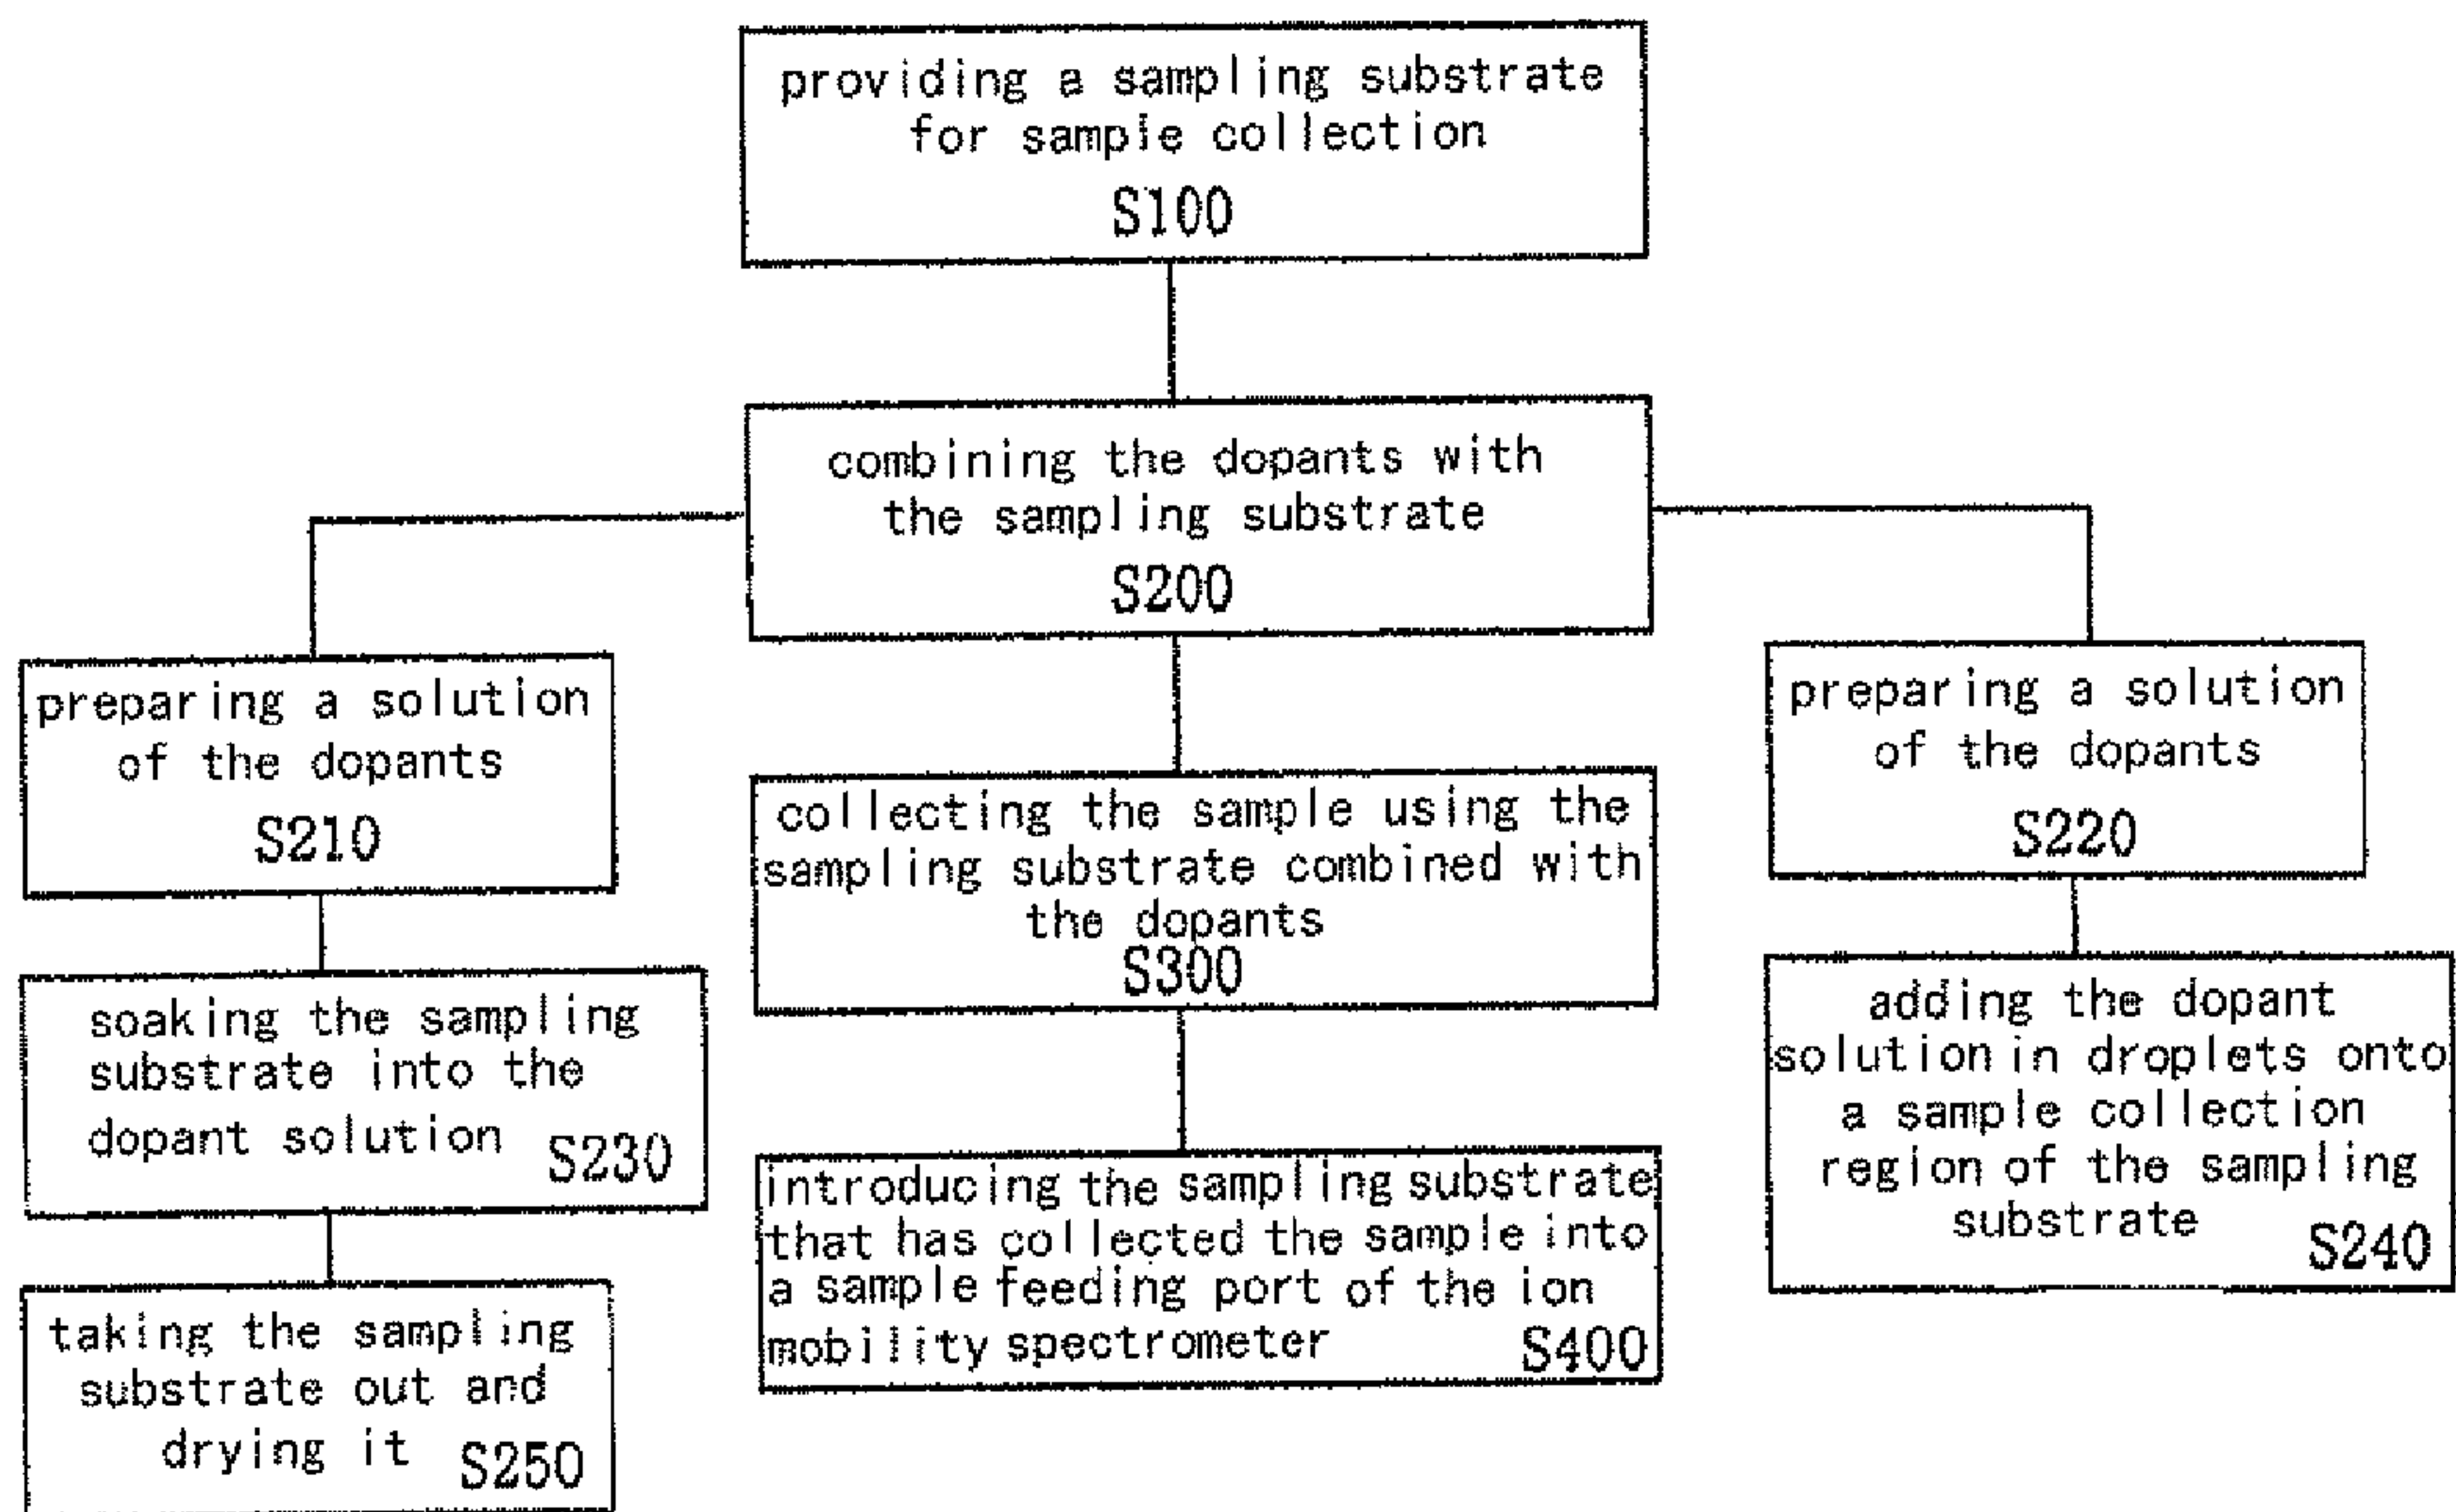 providing a sampling substrate
for sample collection
S100
combining the dopants with
the sampling substrate
S200
preparing a solution
of the dopants
S210
soaking the sampling
substrate into the
dopant solution S230
taking the sampling
substrate out and
drying it S250
collecting the sample using the
sampling substrate combined with
the dopants
S300
introducing the sampling substrate
that has collected the sample into
a sample feeding port of the ion
mobility spectrometer S400
preparing a solution
of the dopants
S220
adding the dopant
solution in droplets onto
a sample collection
region of the sampling
substrate S240